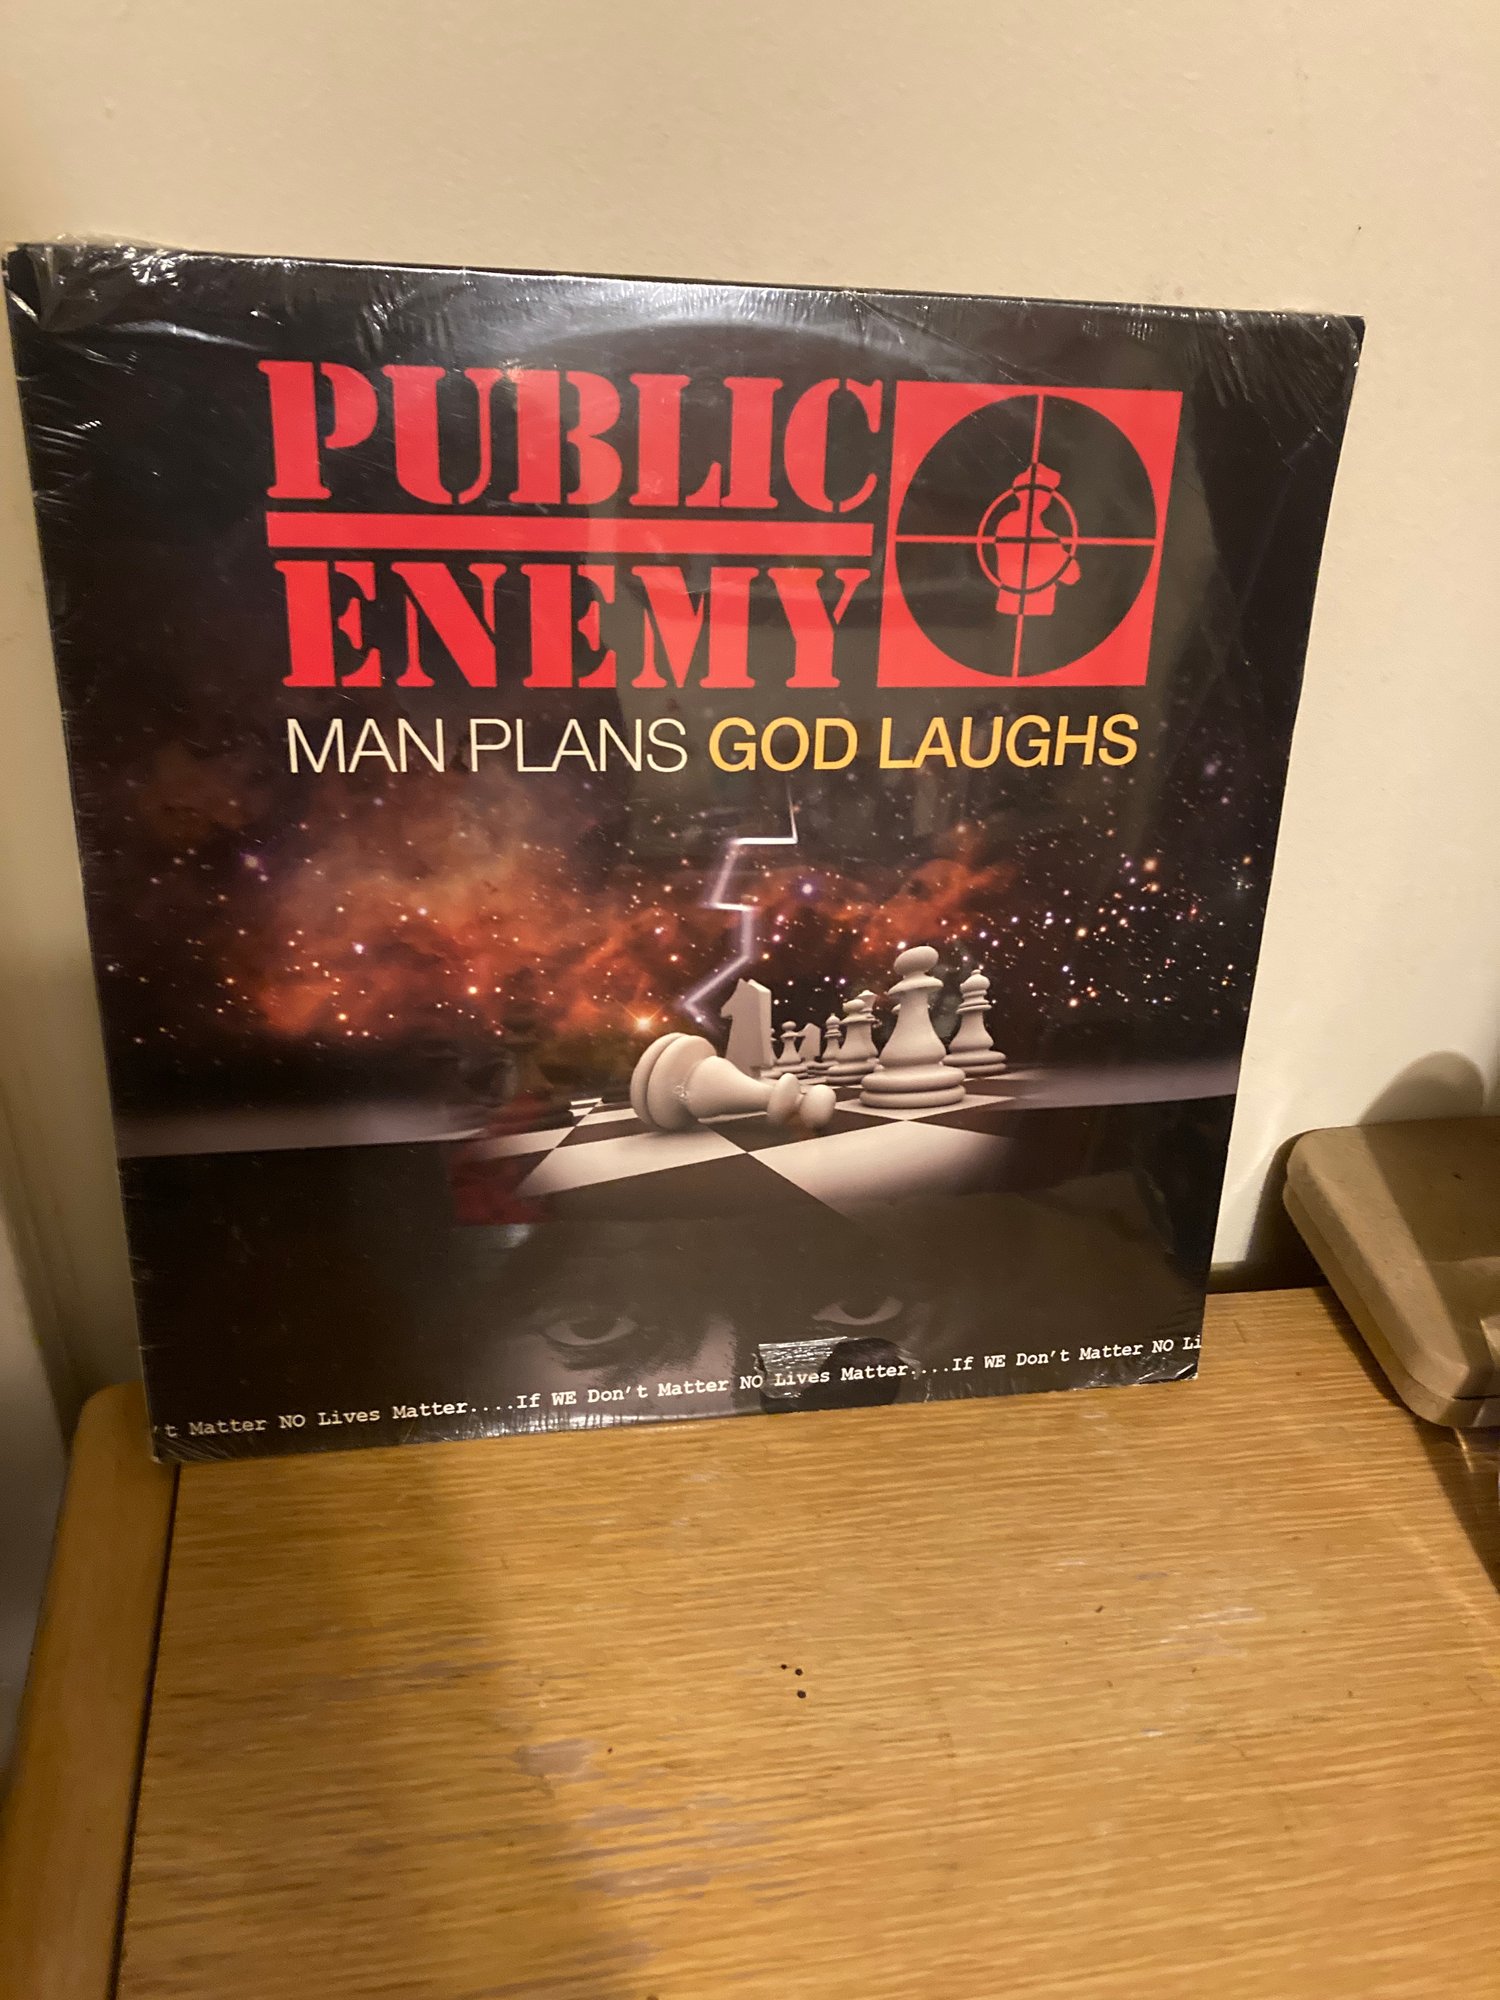 PUBLIC
ENEMY
MAN PLANS GOD LAUGHS
't Matter NO Lives Matter....If WE Don't Matter NO Lives Matter....If WE Don't Matter NO Li